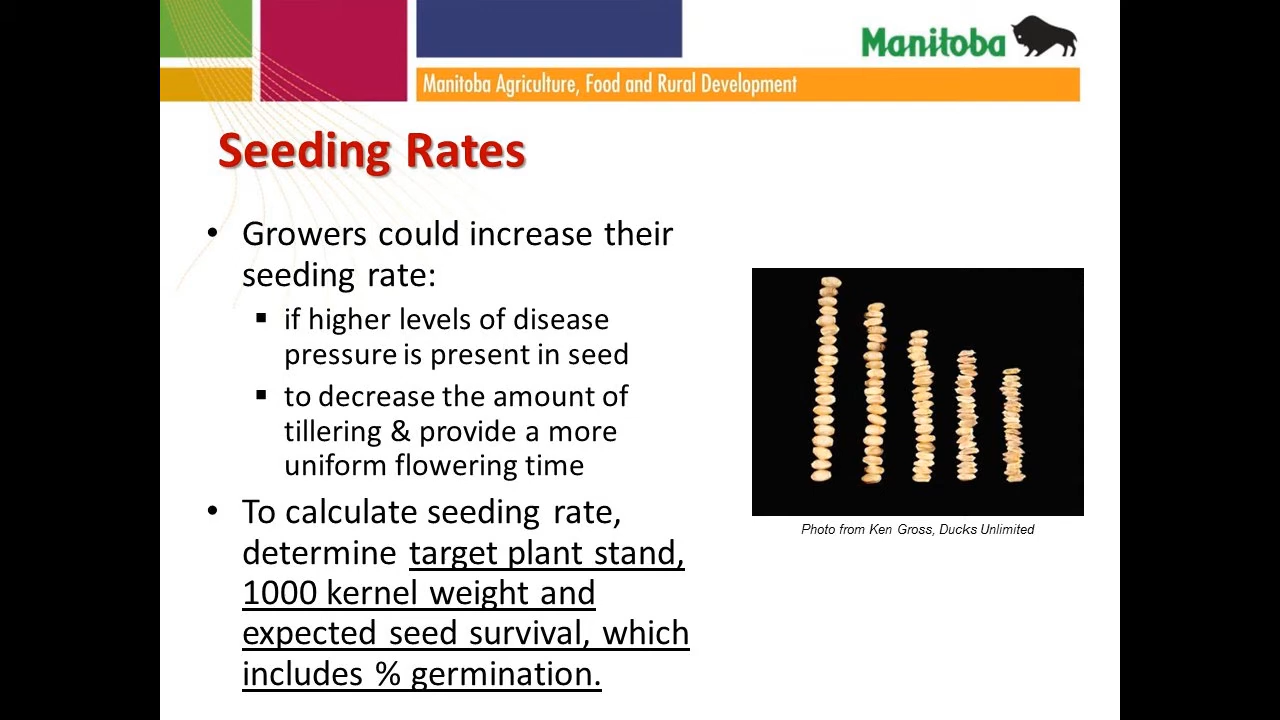 Manitoba
Manitoba Agriculture, Food and Rural Development
Seeding Rates
• Growers could increase their
seeding rate:
▪ if higher levels of disease
pressure is present in seed
▪ to decrease the amount of
tillering & provide a more
uniform flowering time
• To calculate seeding rate,
determine target plant stand,
1000 kernel weight and
expected seed survival, which
includes % germination.
Photo from Ken Gross, Ducks Unlimited